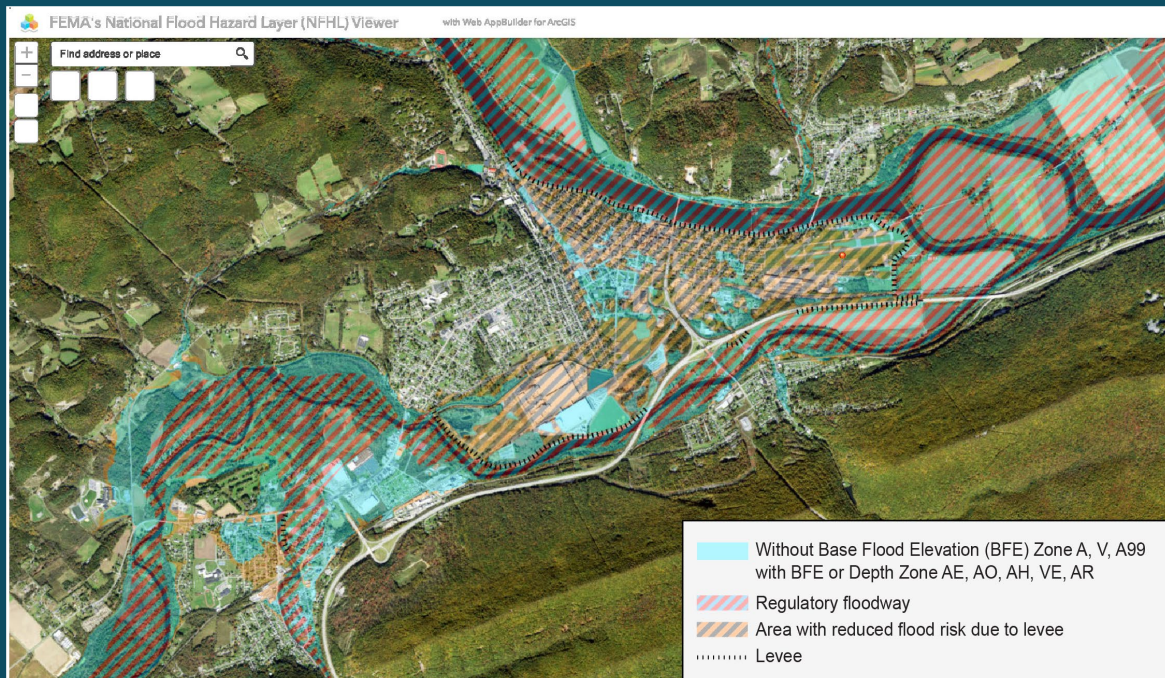 FEMA's National Flood Hazard Layer (NFHL) Viewer
with Web AppBuilder for ArcGIS
Find address or place
Without Base Flood Elevation (BFE) Zone A, V, A99
with BFE or Depth Zone AE, AO, AH, VE, AR
Regulatory floodway
Area with reduced flood risk due to levee
Levee